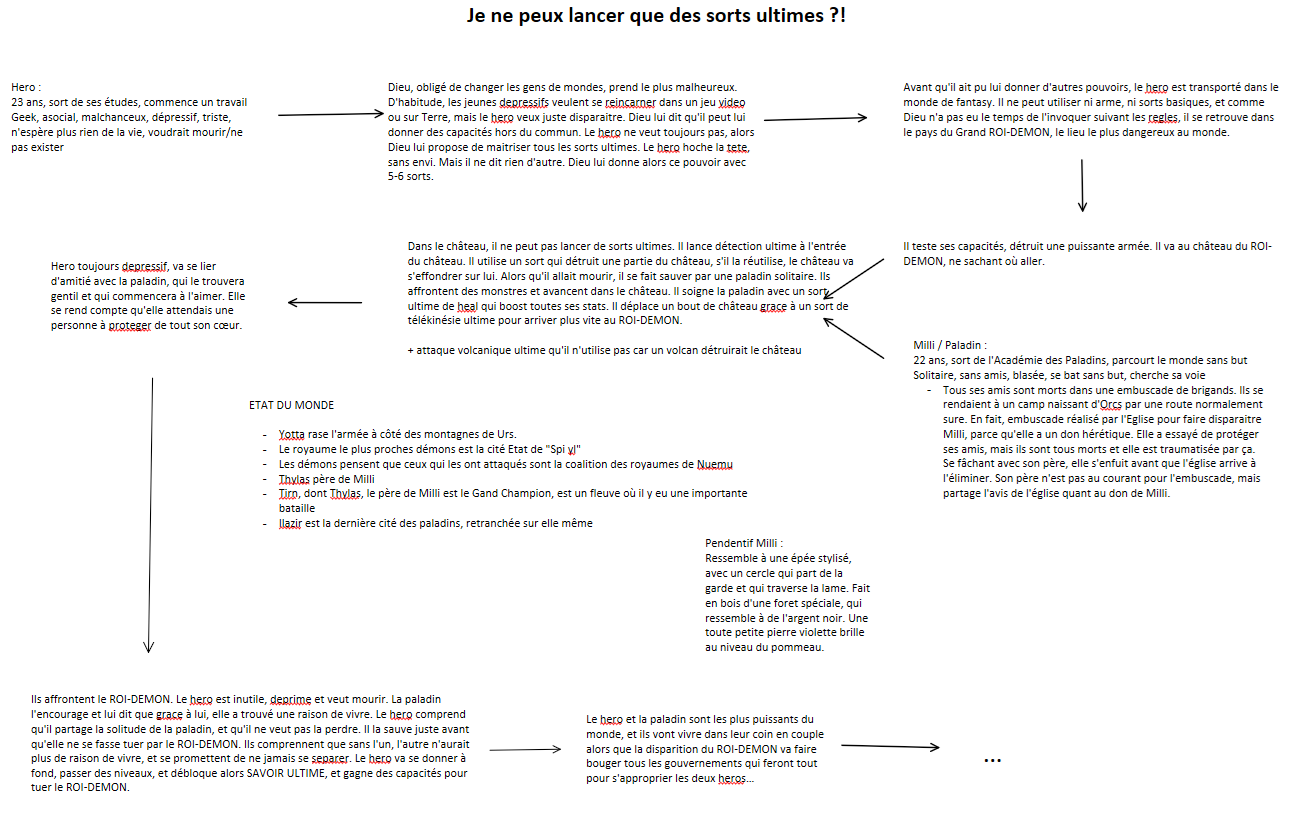 Je ne peux lancer que des sorts ultimes ?!
Hero :
23 ans, sort de ses études, commence un travail
Geek, asocial, malchanceux, dépressif, triste,
n'espère plus rien de la vie, voudrait mourir/ne
pas exister
Dieu, obligé de changer les gens de mondes, prend le plus malheureux.
D'habitude, les jeunes depressifs veulent se reincarner dans un jeu video
ou sur Terre, mais le hero veux juste disparaitre. Dieu lui dit qu'il peut lui
donner des capacités hors du commun. Le hero ne veut toujours pas, alors
Dieu lui propose de maitriser tous les sorts ultimes. Le hero hoche la tete,
sans envi. Mais il ne dit rien d'autre. Dieu lui donne alors ce pouvoir avec
5-6 sorts.
Avant qu'il ait pu lui donner d'autres pouvoirs, le hero est transporté dans le
monde de fantasy. Il ne peut utiliser ni arme, ni sorts basiques, et comme
Dieu n'a pas eu le temps de l'invoquer suivant les regles, il se retrouve dans
le pays du Grand ROI-DEMON, le lieu le plus dangereux au monde.
Il teste ses capacités, détruit une puissante armée. Il va au château du ROI-
DEMON, ne sachant où aller.
Dans le château, il ne peut pas lancer de sorts ultimes. Il lance détection ultime à l'entrée
du château. Il utilise un sort qui détruit une partie du château, s'il la réutilise, le château va
s'effondrer sur lui. Alors qu'il allait mourir, il se fait sauver par une paladin solitaire. Ils
affrontent des monstres et avancent dans le château. Il soigne la paladin avec un sort
ultime de heal qui boost toutes ses stats. Il déplace un bout de château grace à un sort de
télékinésie ultime pour arriver plus vite au ROI-DEMON.
+ attaque volcanique ultime qu'il n'utilise pas car un volcan détruirait le château
Hero toujours depressif, va se lier
d'amitié avec la paladin, qui le trouvera
gentil et qui commencera à l'aimer. Elle
se rend compte qu'elle attendais une
personne à proteger de tout son cœur.
Milli / Paladin :
22 ans, sort de l'Académie des Paladins, parcourt le monde sans but
Solitaire, sans amis, blasée, se bat sans but, cherche sa voie
- Tous ses amis sont morts dans une embuscade de brigands. Ils se
rendaient à un camp naissant d'Orcs par une route normalement
sure. En fait, embuscade réalisé par l'Eglise pour faire disparaitre
Milli, parce qu'elle a un don hérétique. Elle a essayé de protéger
ses amis, mais ils sont tous morts et elle est traumatisée par ça.
Se fâchant avec son père, elle s'enfuit avant que l'église arrive à
l'éliminer. Son père n'est pas au courant pour l'embuscade, mais
partage l'avis de l'église quant au don de Milli.
ETAT DU MONDE
- Yotta rase l'armée à côté des montagnes de Urs.
- Le royaume le plus proches démons est la cité Etat de "Spi yl"
- Les démons pensent que ceux qui les ont attaqués sont la coalition des royaumes de Nuemu
- Thylas père de Milli
- Tirn, dont Thylas, le père de Milli est le Gand Champion, est un fleuve où il y eu une importante
bataille
- Ilazir est la dernière cité des paladins, retranchée sur elle même
Pendentif Milli :
Ressemble à une épée stylisé,
avec un cercle qui part de la
garde et qui traverse la lame. Fait
en bois d'une foret spéciale, qui
ressemble à de l'argent noir. Une
toute petite pierre violette brille
au niveau du pommeau.
Ils affrontent le ROI-DEMON. Le hero est inutile, deprime et veut mourir. La paladin
l'encourage et lui dit que grace à lui, elle a trouvé une raison de vivre. Le hero comprend
qu'il partage la solitude de la paladin, et qu'il ne veut pas la perdre. Il la sauve juste avant
qu'elle ne se fasse tuer par le ROI-DEMON. Ils comprennent que sans l'un, l'autre n'aurait
plus de raison de vivre, et se promettent de ne jamais se separer. Le hero va se donner à
fond, passer des niveaux, et débloque alors SAVOIR ULTIME, et gagne des capacités pour
tuer le ROI-DEMON.
Le hero et la paladin sont les plus puissants du
monde, et ils vont vivre dans leur coin en couple
alors que la disparition du ROI-DEMON va faire
bouger tous les gouvernements qui feront tout
pour s'approprier les deux heros...
...